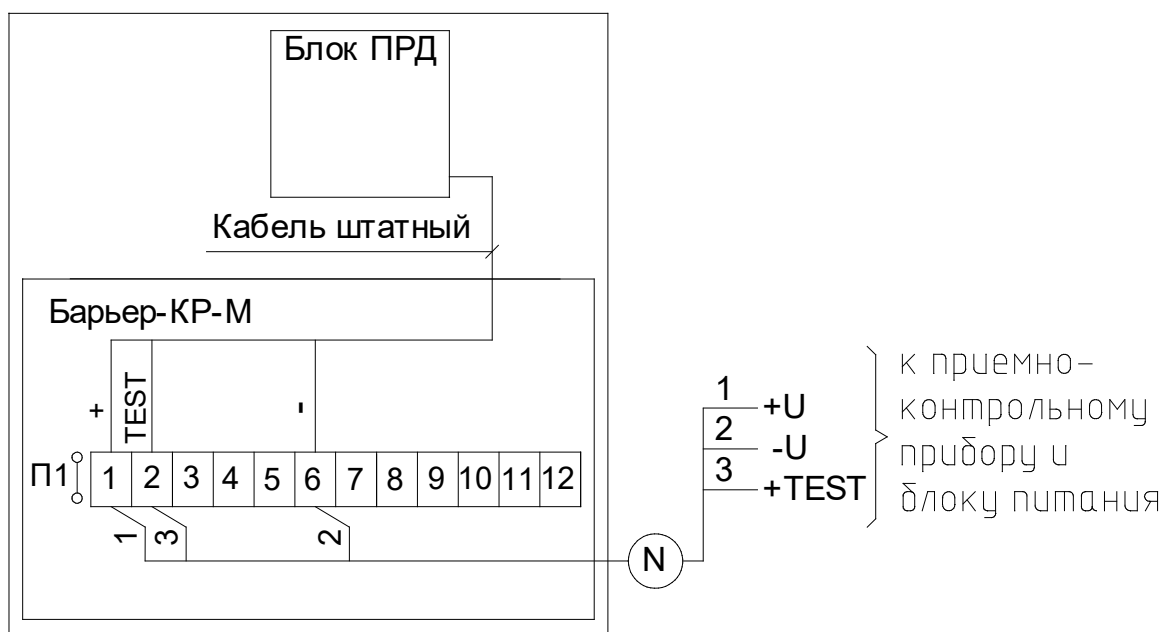 Блок ПРД
Кабель штатный
Барьер-КР-М
+
TEST
-
П1
1 2 3 4 5 6 7 8 9 10 11 12
1
3
2
N
1
+U
2
-U
3
+TEST
к приемно-
контрольному
прибору и
блоку питания